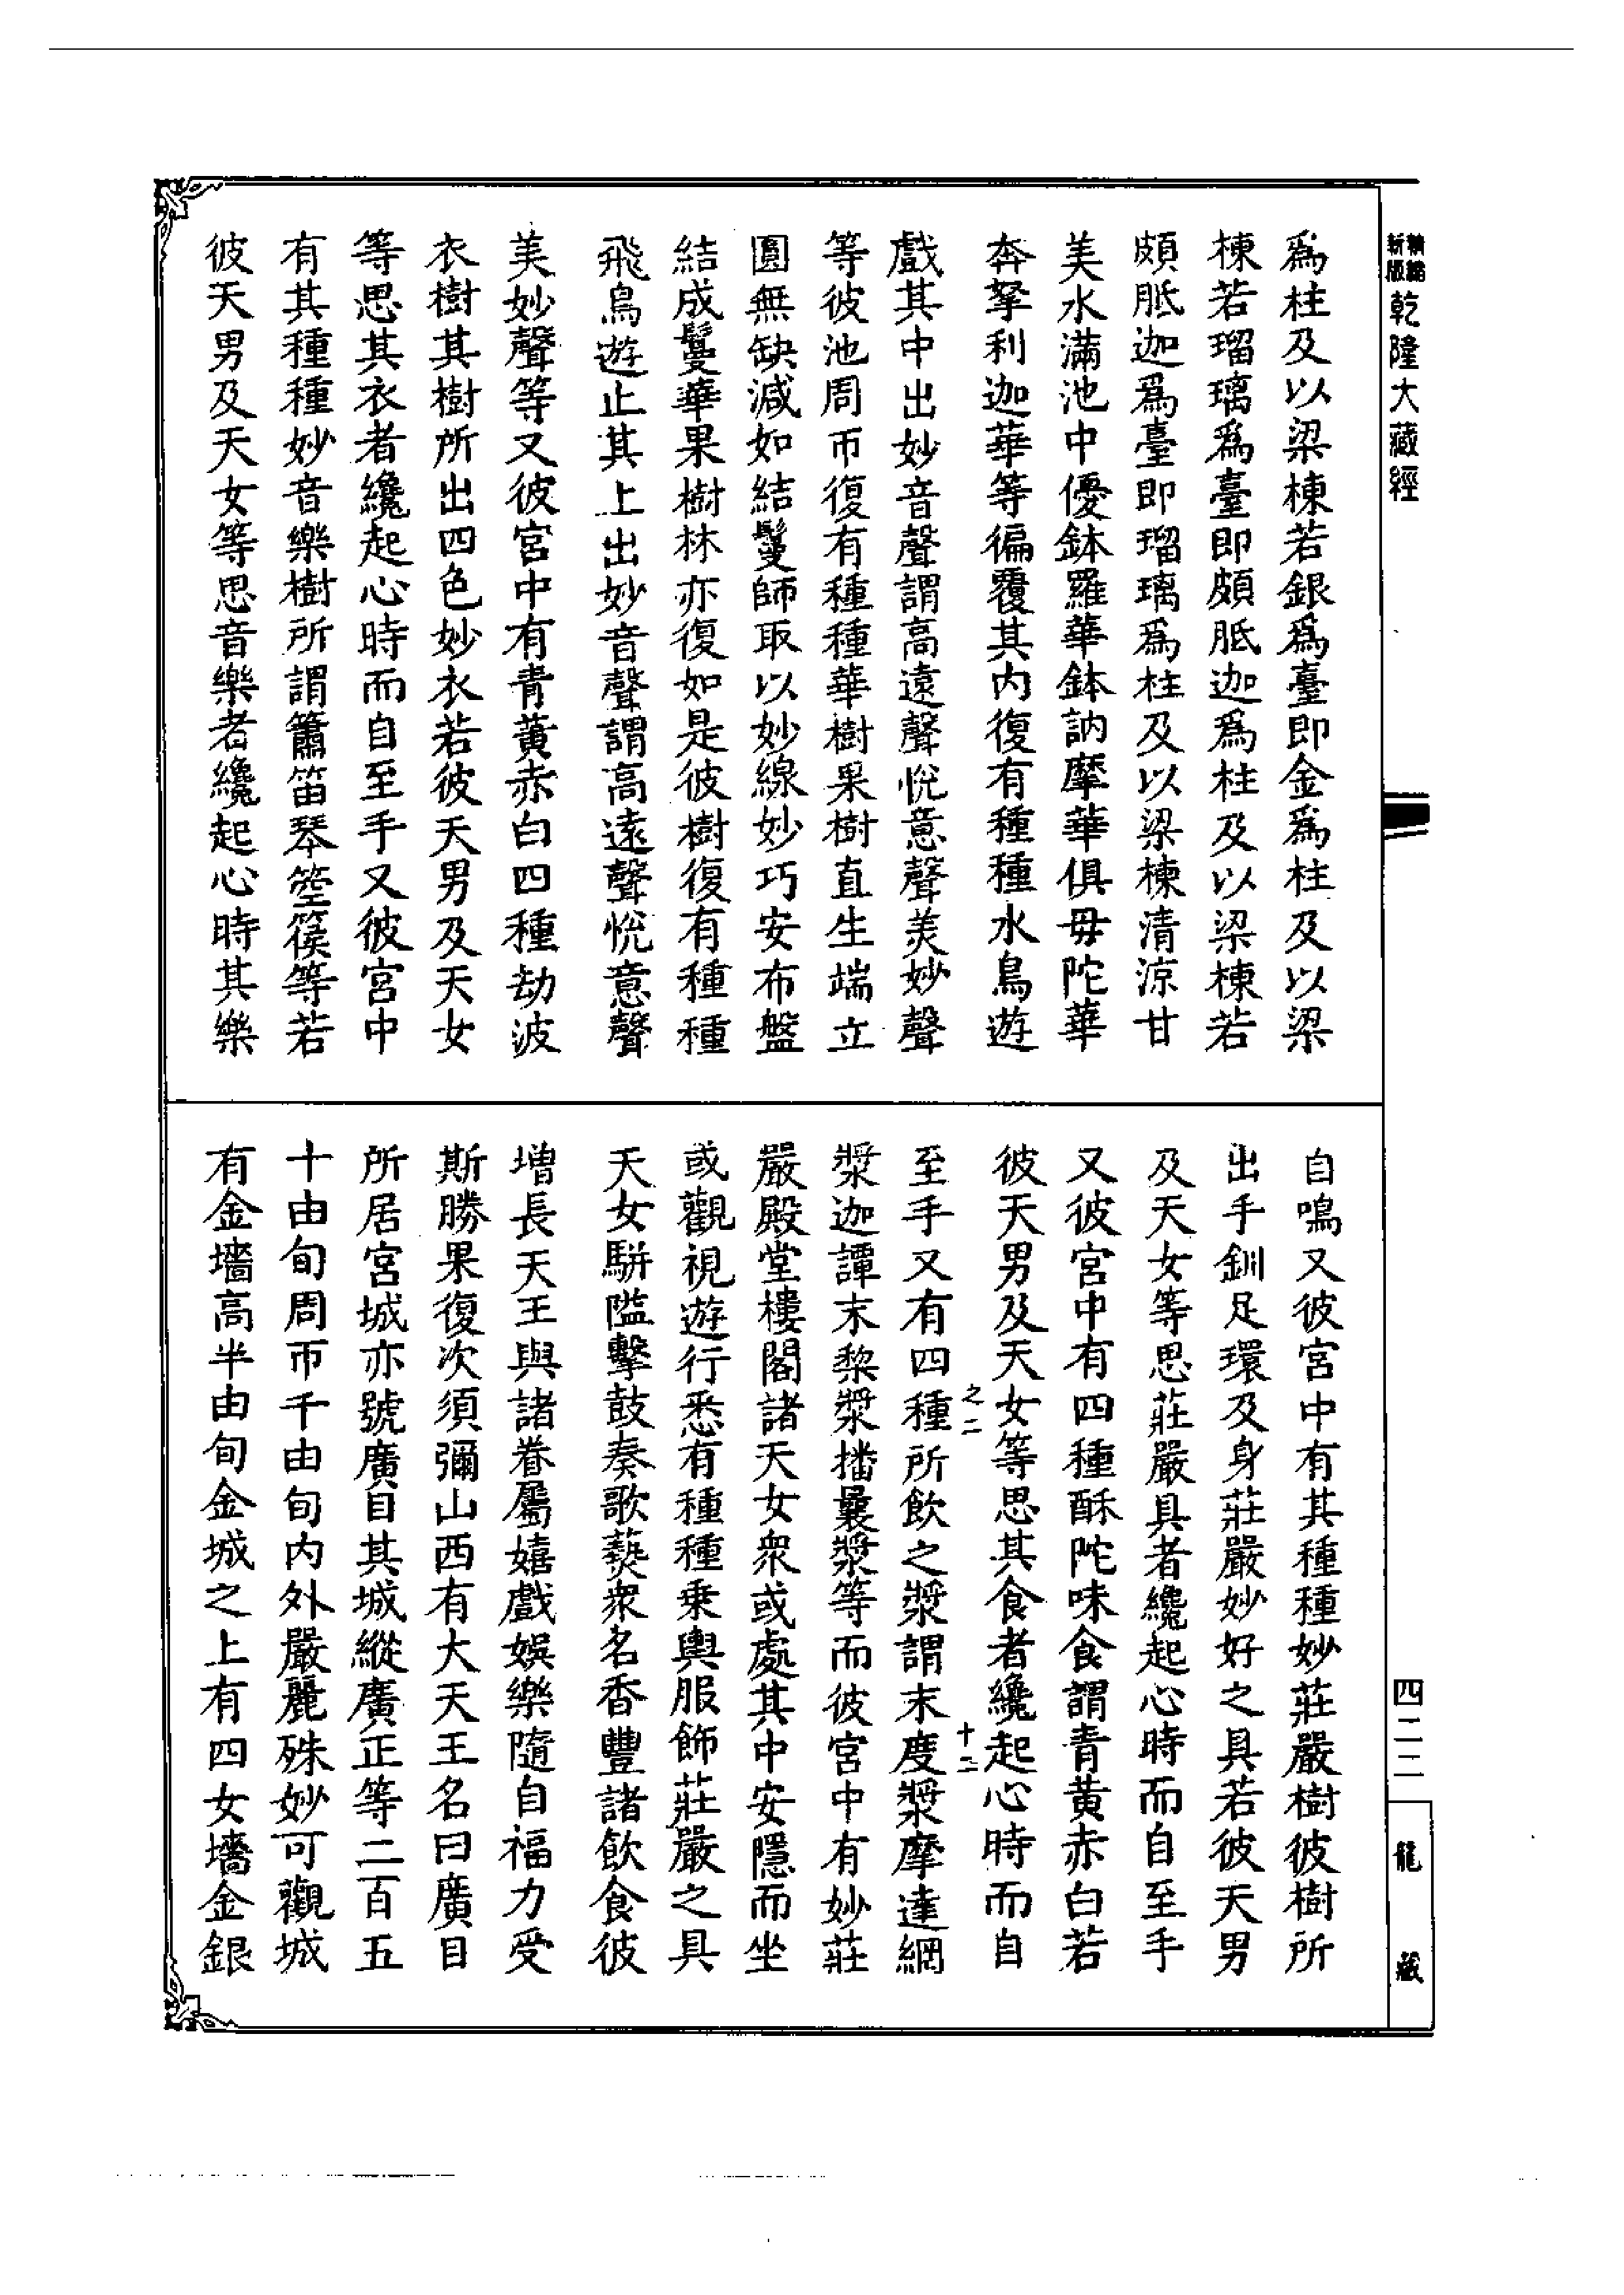 新編
新版
乾隆大藏經
爲柱及以梁棟若銀爲臺即金爲柱及以梁
棟若瑠璃爲臺即頗胝迦爲柱及以梁棟若
頗胝迦爲臺即瑠璃爲柱及以梁棟清涼甘
美水滿池中優鉢羅華鉢訥摩華俱毋陀華
奔拏利迦華等徧覆其內復有種種水鳥遊
戲其中出妙音聲謂高遠聲悅意聲美妙聲
等彼池周帀復有種種華樹果樹直生端立
圓無缺減如結鬘師取以妙線妙巧安布盤
結成鬘華果樹林亦復如是彼樹復有種種
飛鳥遊止其上出妙音聲謂高遠聲悅意聲
美妙聲等又彼宮中有青黃赤白四種劫波
衣樹其樹所出四色妙衣若彼天男及天女
等思其衣者纔起心時而自至手又彼宮中
有其種種妙音樂樹所謂簫笛琴箜篌等若
彼天男及天女等思音樂者纔起心時其樂
自鳴又彼宮中有其種種妙莊嚴樹彼樹所
出手釧足環及身莊嚴妙好之具若彼天男
及天女等思莊嚴具者纔起心時而自至手
又彼宮中有四種酥陀味食謂青黃赤白若
彼天男及天女等思其食者纔起心時而自
之二 十二
至手又有四種所飲之漿謂末度漿摩達網
漿迦譚末黎漿播曩漿等而彼宮中有妙莊
嚴殿堂樓閣諸天女衆或處其中安隱而坐
或觀視遊行悉有種種乗輿服飾莊嚴之具
天女駢隘擊鼓奏歌爇衆名香豐諸飲食彼
增長天王與諸眷屬嬉戲娛樂隨自福力受
斯勝果復次須彌山西有大天王名曰廣目
所居宮城亦號廣目其城縱廣正等二百五
十由旬周帀千由旬內外嚴麗殊妙可觀城
有金墻高半由旬金城之上有四女墻金銀
四二二
龍藏